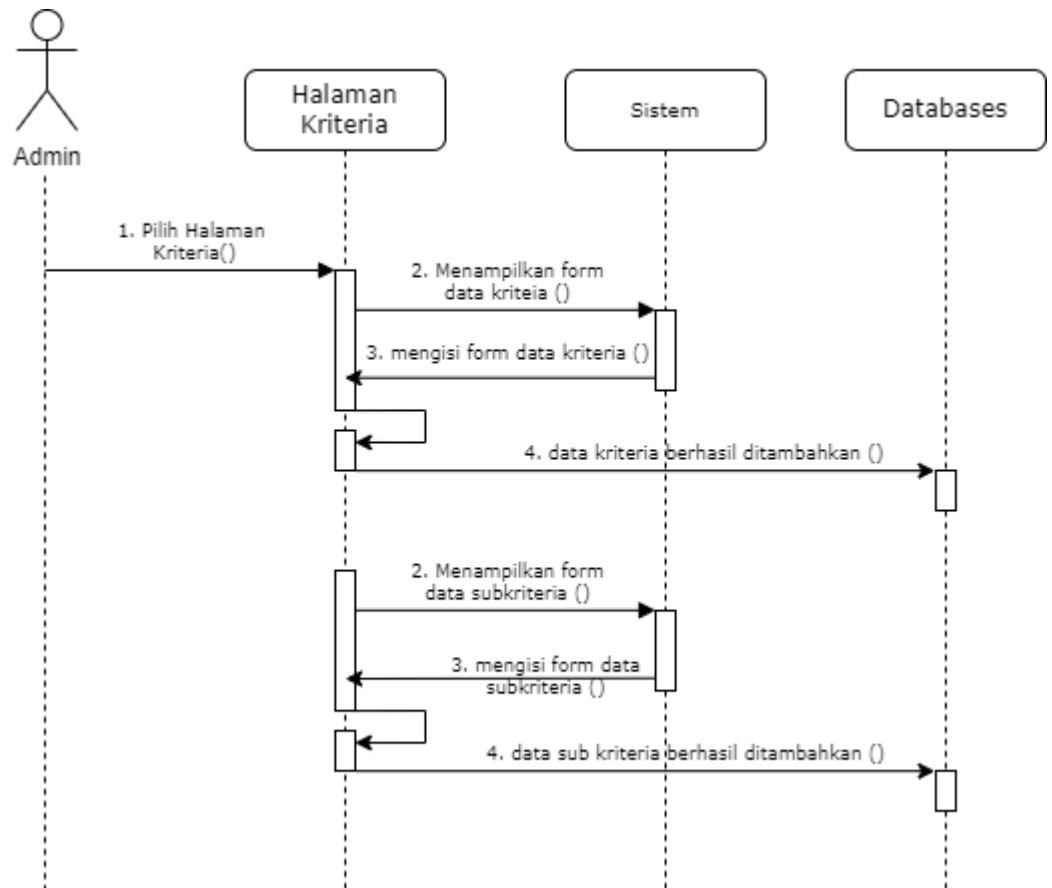 Halaman
Kriteria
Sistem
Databases
Admin
1. Pilih Halaman
Kriteria()
2. Menampilkan form
data kriteia ()
3. mengisi form data kriteria ()
4. data kriteria berhasil ditambahkan ()
2. Menampilkan form
data subkriteria ()
3. mengisi form data
subkriteria ()
4. data sub kriteria berhasil ditambahkan ()